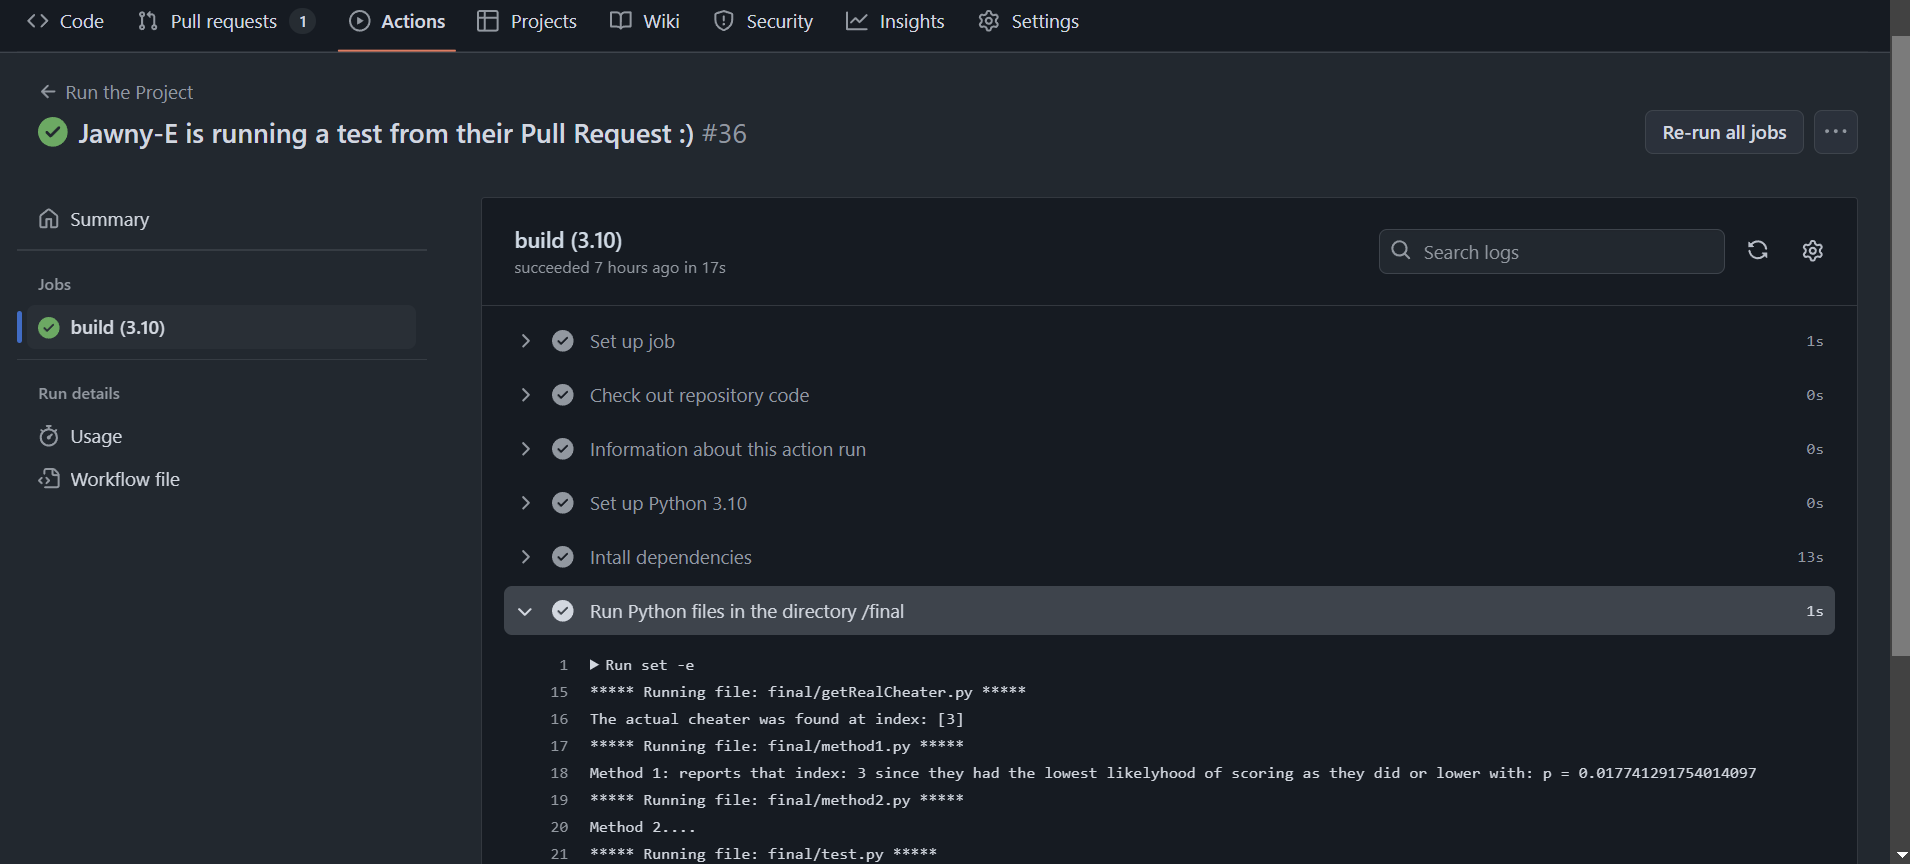 Code Pull requests 1 Actions Projects Wiki Security Insights Settings
Run the Project
Jawny-E is running a test from their Pull Request :) #36
Re-run all jobs
Summary
Jobs
build (3.10)
Run details
Usage
Workflow file
build (3.10)
succeeded 7 hours ago in 17s
Search logs
Set up job 1s
Check out repository code 0s
Information about this action run 0s
Set up Python 3.10 0s
Intall dependencies 13s
Run Python files in the directory /final 1s
1 Run set -e
15 ***** Running file: final/getRealCheater.py *****
16 The actual cheater was found at index: [3]
17 ***** Running file: final/method1.py *****
18 Method 1: reports that index: 3 since they had the lowest likelyhood of scoring as they did or lower with: p = 0.017741291754014097
19 ***** Running file: final/method2.py *****
20 Method 2....
21 ***** Running file: final/test.py *****